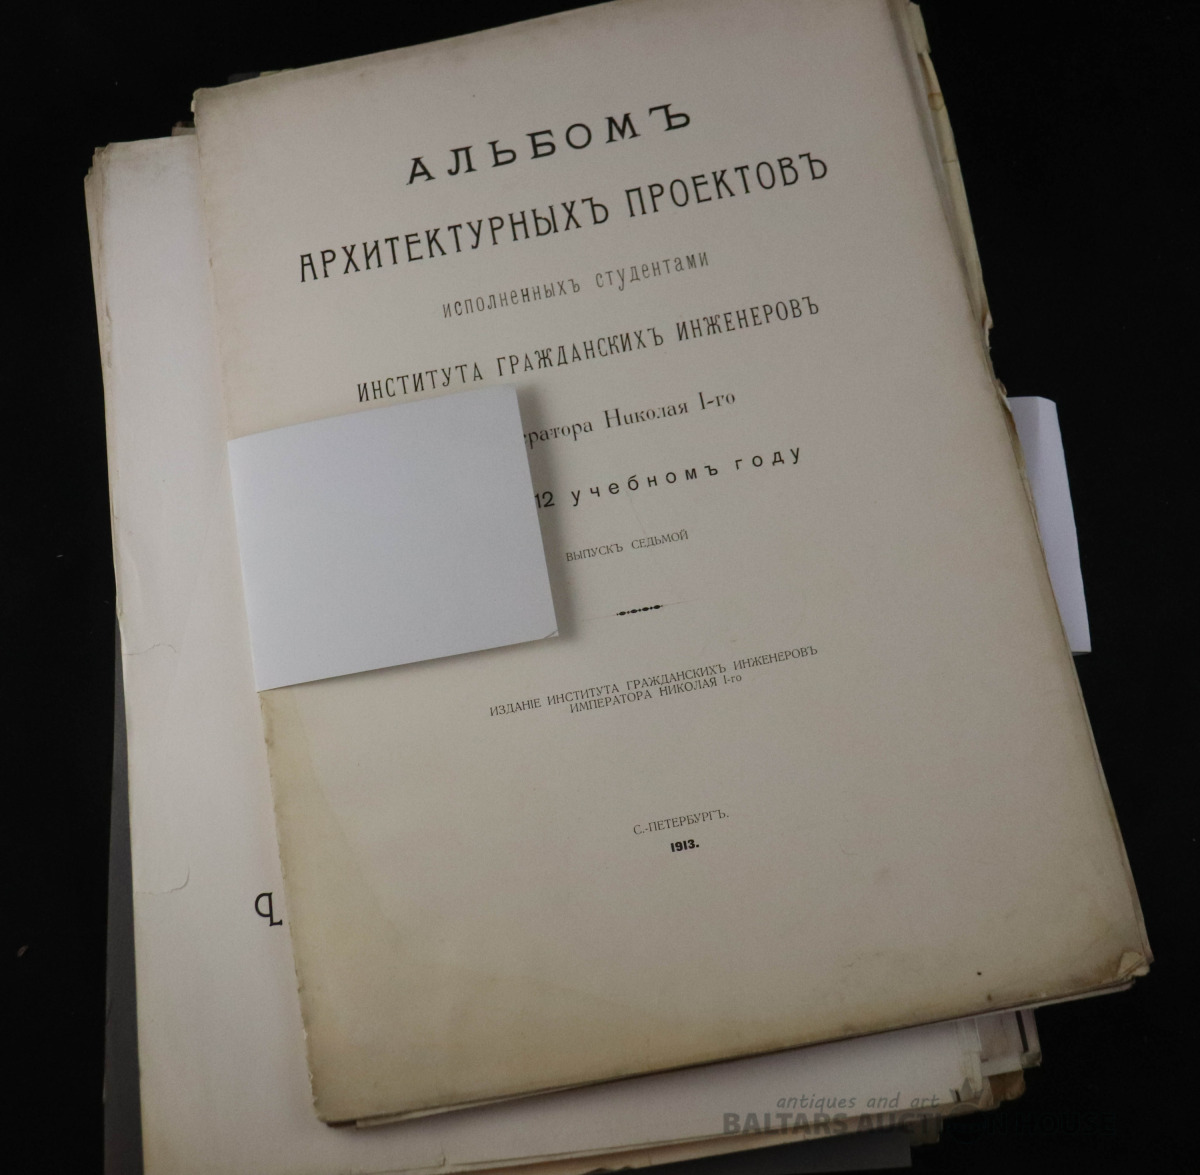 АЛЬБОМЪ
АРХИТЕКТУРНЫХЪ ПРОЕКТОВЪ
исполненныхъ студентами
ИНСТИТУТА ГРАЖДАНСКИХЪ ИНЖЕНЕРОВЪ
ратора Николая I-го
12 учебномъ году
ВЫПУСКЪ СЕДЬМОЙ
ИЗДАНІЕ ИНСТИТУТА ГРАЖДАНСКИХЪ ИНЖЕНЕРОВЪ
ИМПЕРАТОРА НИКОЛАЯ I-го
С.-ПЕТЕРБУРГЪ.
1913.
antiques and art
BALTARS AUCTION HOUSE